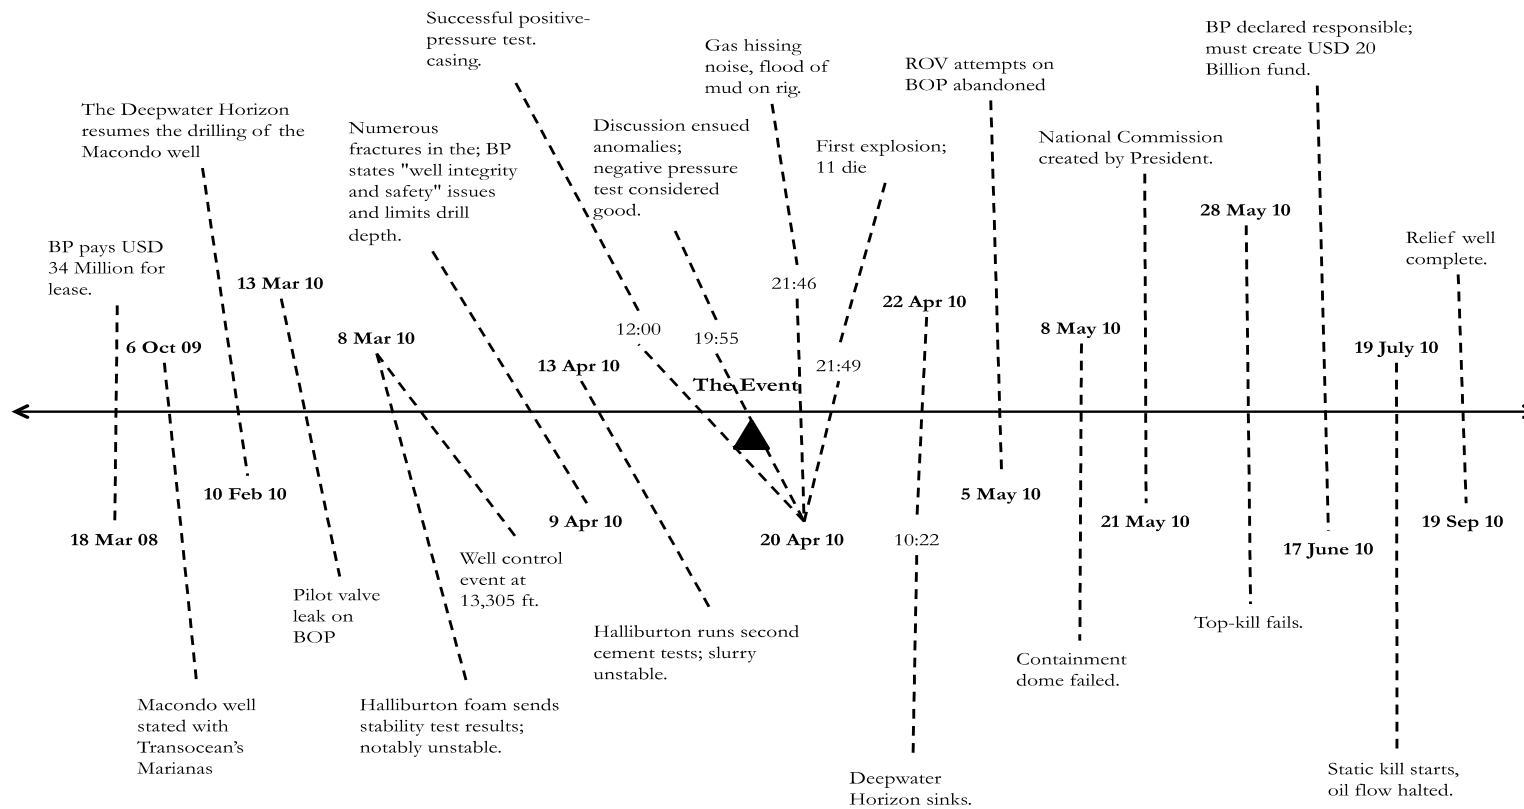 Successful positive-
pressure test.
casing.
BP declared responsible;
must create USD 20
Billion fund.
Gas hissing
noise, flood of
mud on rig.
ROV attempts on
BOP abandoned
The Deepwater Horizon
resumes the drilling of the
Macondo well
Numerous
fractures in the; BP
states "well integrity
and safety" issues
and limits drill
depth.
Discussion ensued
anomalies;
negative pressure
test considered
good.
First explosion;
11 die
National Commission
created by President.
28 May 10
BP pays USD
34 Million for
lease.
Relief well
complete.
13 Mar 10
21:46
22 Apr 10
6 Oct 09
8 Mar 10
12:00
19:55
8 May 10
19 July 10
13 Apr 10
21:49
The Event
10 Feb 10
5 May 10
18 Mar 08
9 Apr 10
20 Apr 10
10:22
21 May 10
17 June 10
19 Sep 10
Well control
event at
13,305 ft.
Pilot valve
leak on
BOP
Halliburton runs second
cement tests; slurry
unstable.
Top-kill fails.
Containment
dome failed.
Macondo well
stated with
Transocean’s
Marianas
Halliburton foam sends
stability test results;
notably unstable.
Deepwater
Horizon sinks.
Static kill starts,
oil flow halted.